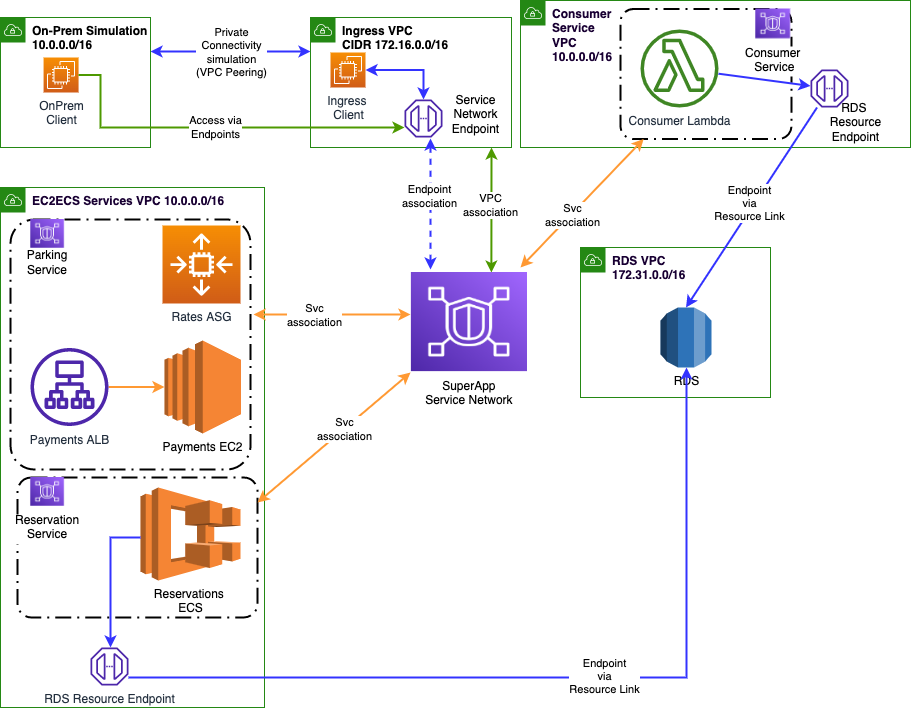 On-Prem Simulation
10.0.0.0/16
OnPrem
Client
Private
Connectivity
simulation
(VPC Peering)
Access via
Endpoints
Ingress VPC
CIDR 172.16.0.0/16
Ingress
Client
Service
Network
Endpoint
Consumer
Service
VPC
10.0.0.0/16
Consumer
Service
Consumer Lambda
RDS
Resource
Endpoint
Endpoint
association
VPC
association
Svc
association
Endpoint
via
Resource Link
EC2ECS Services VPC 10.0.0.0/16
Parking
Service
Rates ASG
Payments ALB
Payments EC2
Svc
association
SuperApp
Service Network
Svc
association
RDS VPC
172.31.0.0/16
RDS
Reservation
Service
Reservations
ECS
RDS Resource Endpoint
Endpoint
via
Resource Link